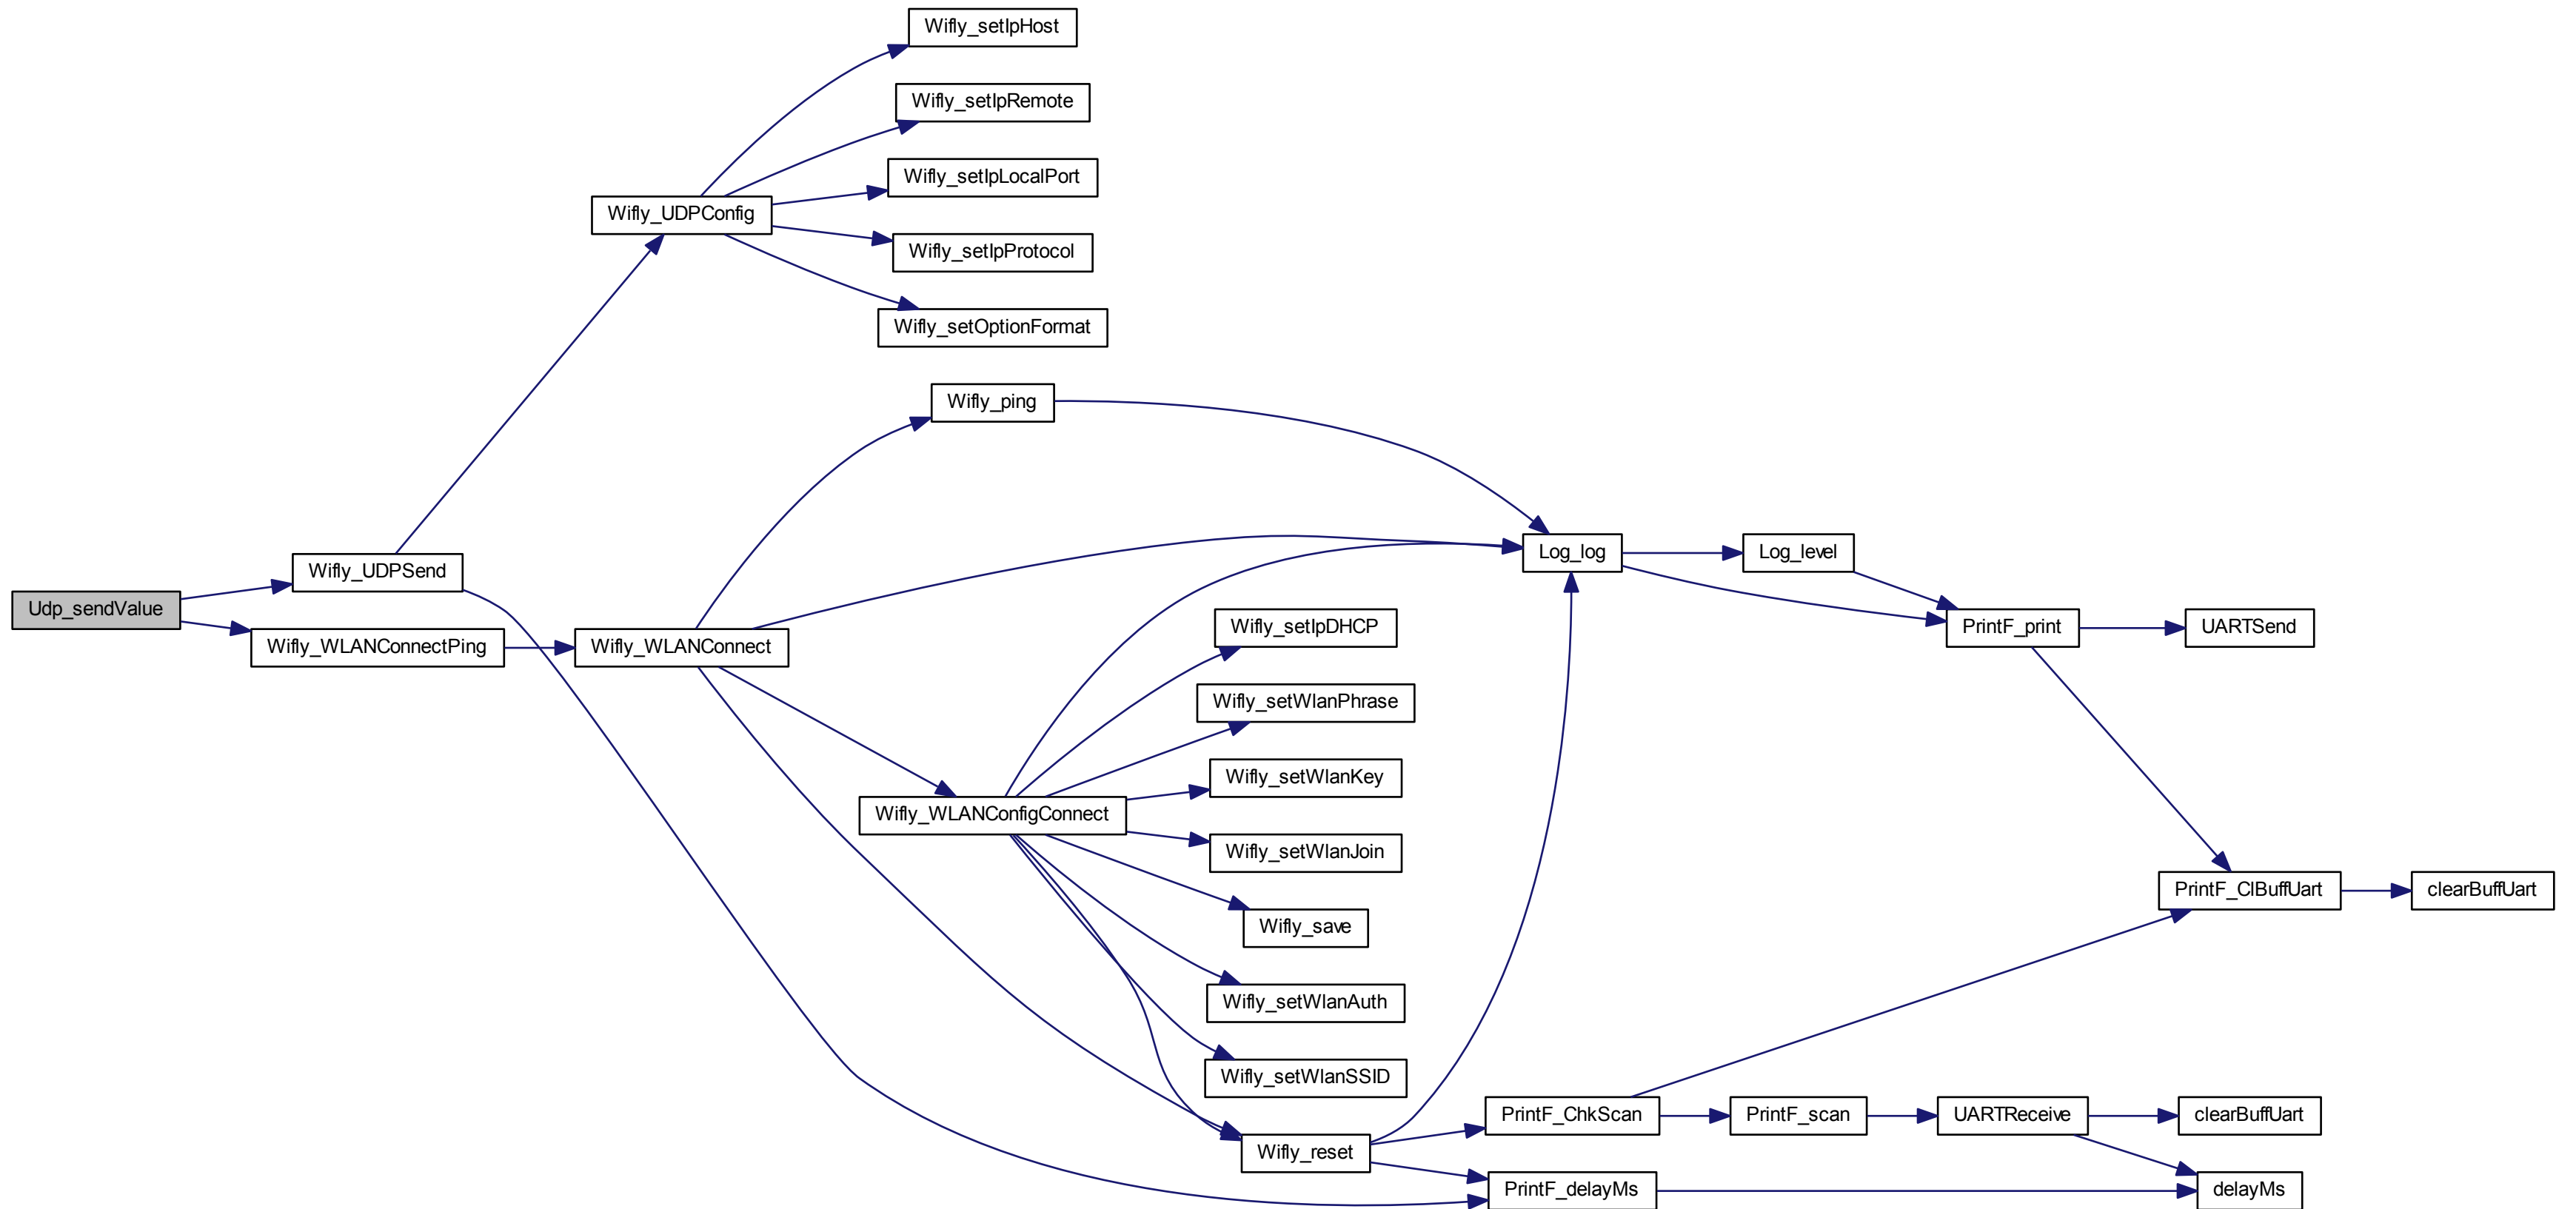 Wifly_setIpHost
Wifly_setIpRemote
Wifly_setIpLocalPort
Wifly_UDPConfig
Wifly_setIpProtocol
Wifly_setOptionFormat
Wifly_ping
Log_log
Log_level
Wifly_UDPSend
Udp_sendValue
Wifly_setIpDHCP
PrintF_print
UARTSend
Wifly_WLANConnectPing
Wifly_WLANConnect
Wifly_setWlanPhrase
Wifly_setWlanKey
Wifly_WLANConfigConnect
Wifly_setWlanJoin
PrintF_ClBuffUart
clearBuffUart
Wifly_save
Wifly_setWlanAuth
Wifly_setWlanSSID
PrintF_ChkScan
PrintF_scan
UARTReceive
clearBuffUart
Wifly_reset
PrintF_delayMs
delayMs